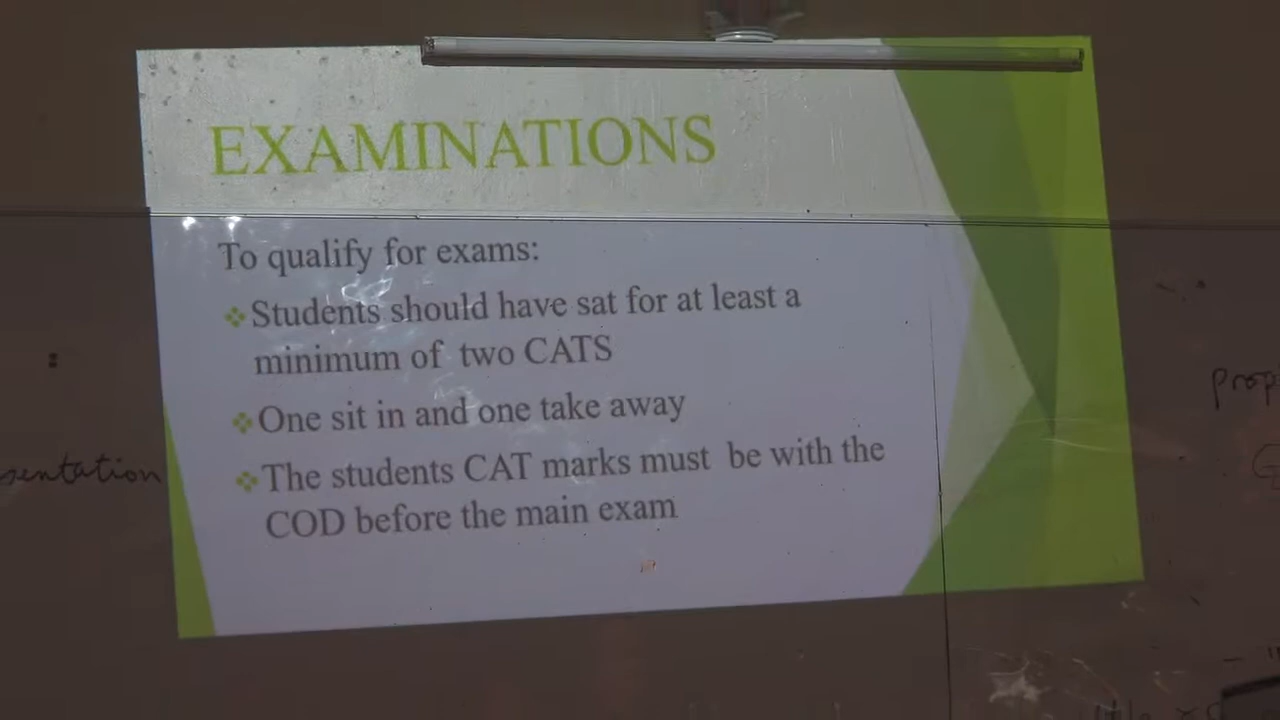 EXAMINATIONS
To qualify for exams:
Students should have sat for at least a
minimum of two CATS
One sit in and one take away
The students CAT marks must be with the
COD before the main exam